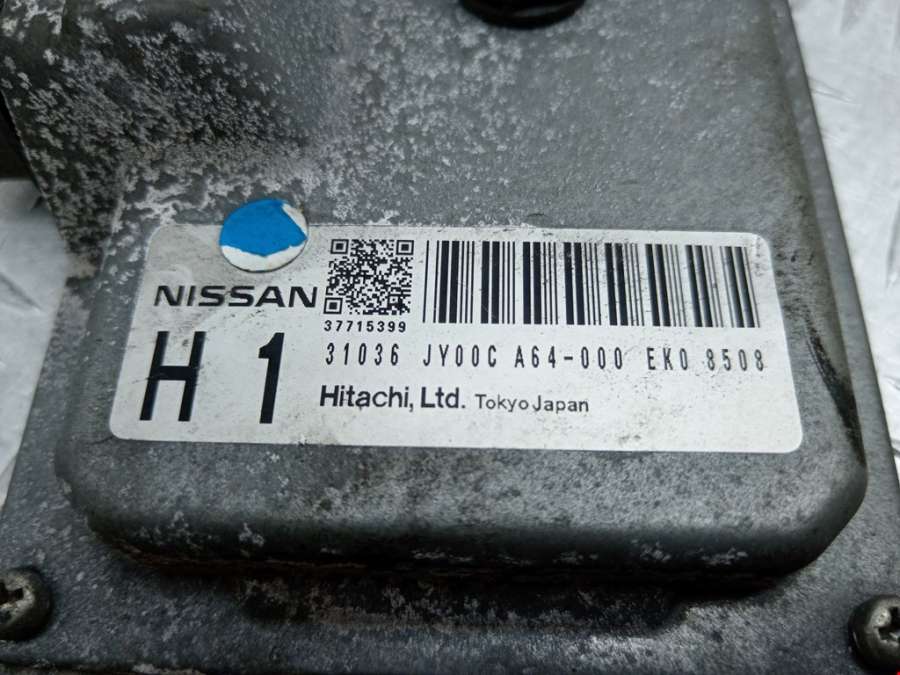 NISSAN
37715399
H 1
31036 JY00C A64-000 EK0 8508
Hitachi, Ltd. Tokyo Japan